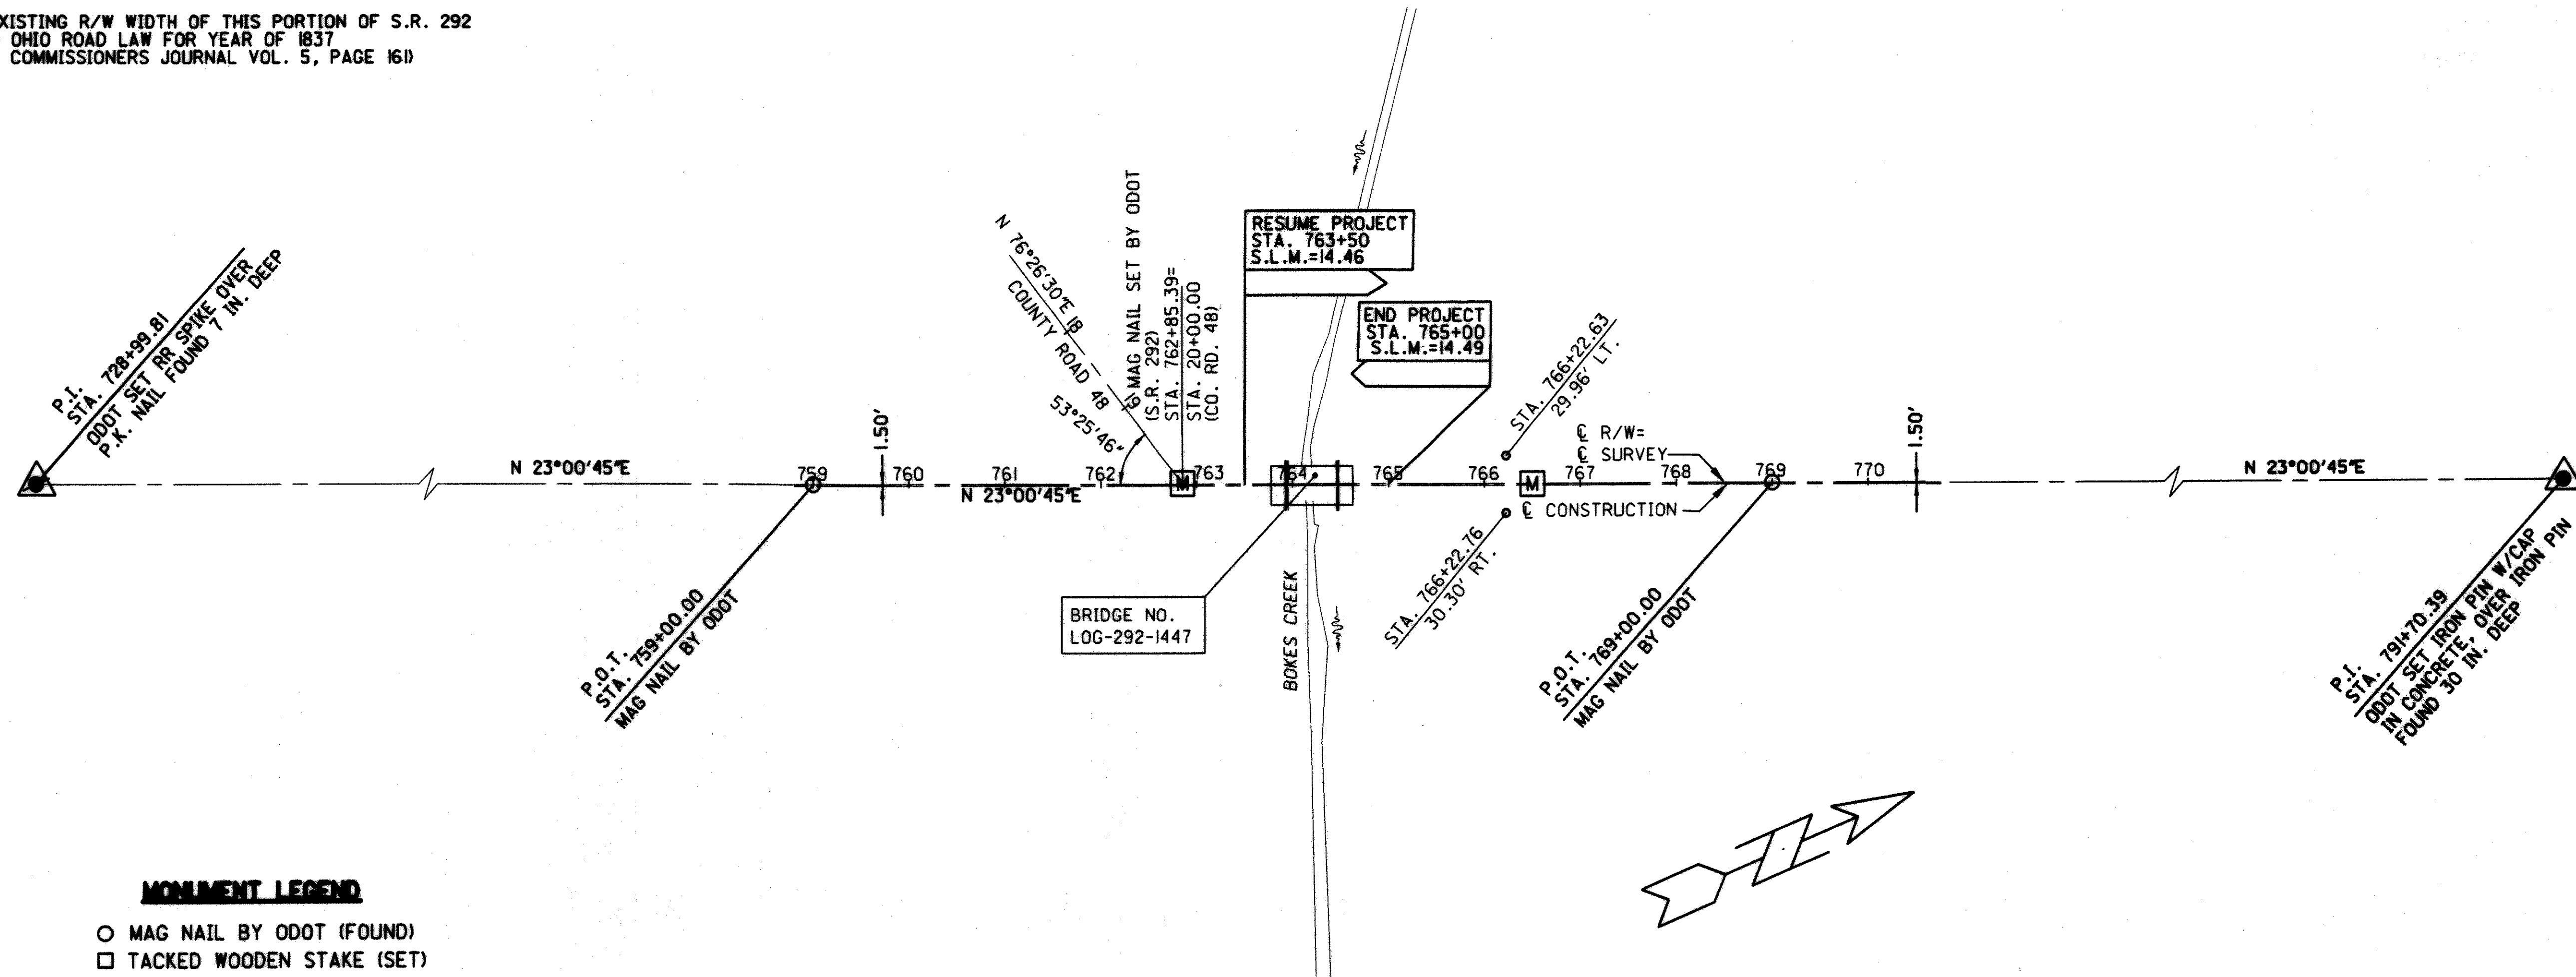 XISTING R/W WIDTH OF THIS PORTION OF S.R. 292
OHIO ROAD LAW FOR YEAR OF 1837
COMMISSIONERS JOURNAL VOL. 5, PAGE 161)
P.I.
STA. 728+99.81
ODOT SET RR SPIKE OVER
P.K. NAIL FOUND 7 IN. DEEP
N 23°00'45"E
759
760
761
762
763
764
765
766
767
768
769
770
1.50'
N 23°00'45"E
P.O.T.
STA. 759+00.00
MAG NAIL BY ODOT
N 76°26'30"E
18
COUNTY ROAD 48
19
53°25'46"
MAG NAIL SET BY ODOT
(S.R. 292)
STA. 762+85.39=
STA. 20+00.00
(CO. RD. 48)
M
RESUME PROJECT
STA. 763+50
S.L.M.=14.46
END PROJECT
STA. 765+00
S.L.M.=14.49
BRIDGE NO.
LOG-292-1447
BOKES CREEK
STA. 766+22.63
29.96' LT.
STA. 766+22.76
30.30' RT.
M
℄ R/W=
℄ SURVEY
℄ CONSTRUCTION
P.O.T.
STA. 769+00.00
MAG NAIL BY ODOT
1.50'
N 23°00'45"E
P.I.
STA. 791+70.39
ODOT SET IRON PIN W/CAP
IN CONCRETE, OVER IRON PIN
FOUND 30 IN. DEEP
N
MONUMENT LEGEND
MAG NAIL BY ODOT (FOUND)
TACKED WOODEN STAKE (SET)